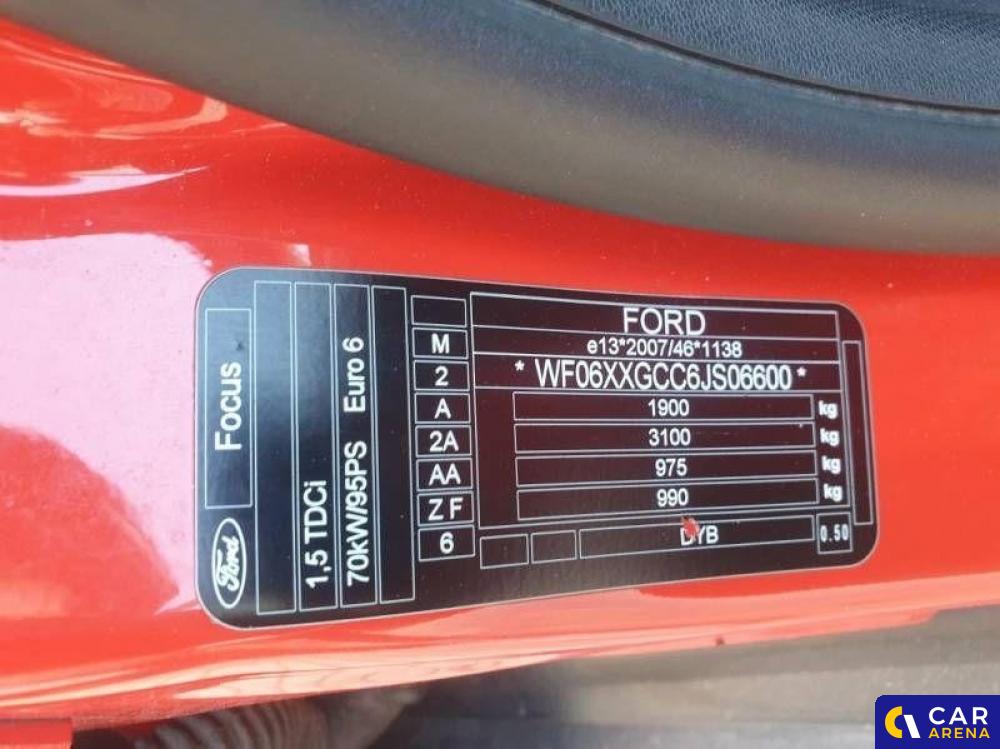 FORD
e13*2007/46*1138
* WF06XXGCC6JS06600 *
1900 kg
3100 kg
975 kg
990 kg
DYB 0.50
M
2
A
2A
AA
Z F
6
Focus
Ford
1,5 TDCi
70kW/95PS Euro 6
CAR
ARENA